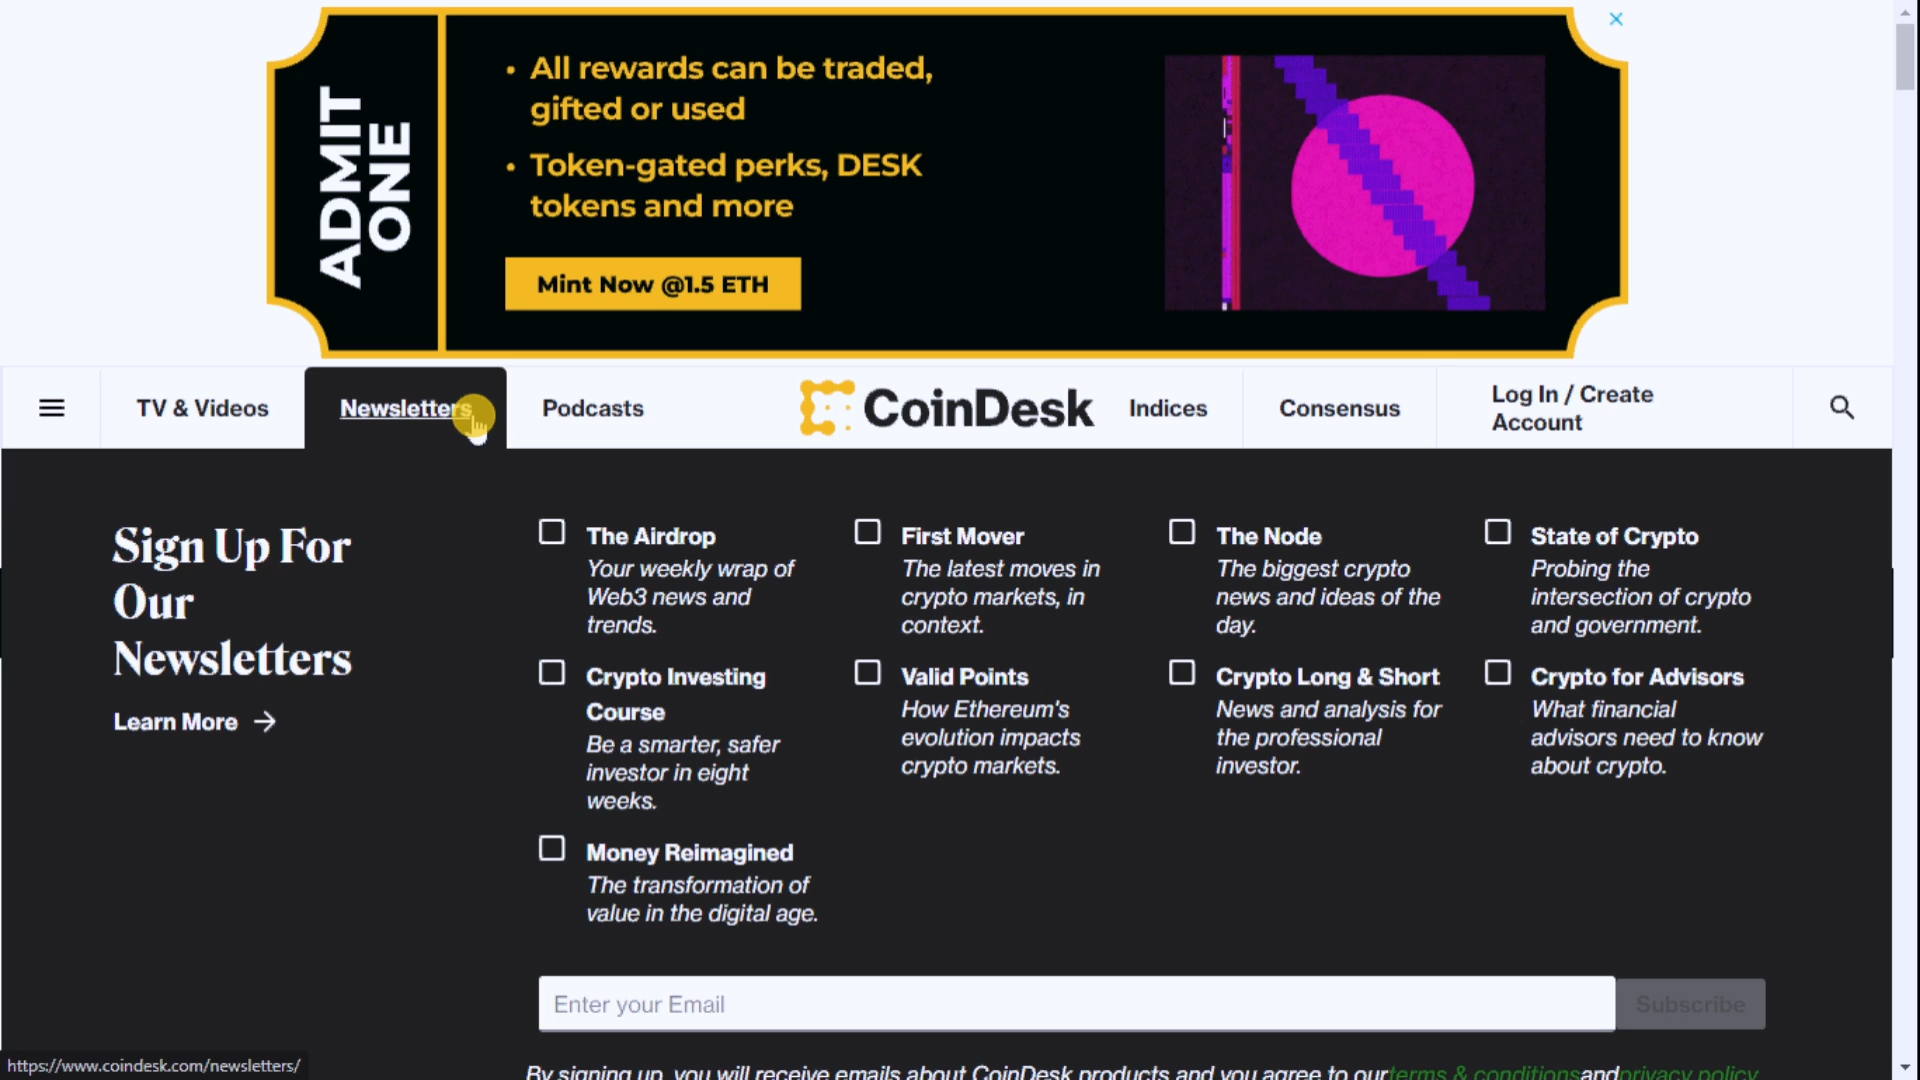 ADMIT
ONE
• All rewards can be traded,
gifted or used
• Token-gated perks, DESK
tokens and more
Mint Now @1.5 ETH
TV & Videos
Newsletters
Podcasts
CoinDesk
Indices
Consensus
Log In / Create
Account
Sign Up For
Our
Newsletters
Learn More →
The Airdrop
Your weekly wrap of
Web3 news and
trends.
First Mover
The latest moves in
crypto markets, in
context.
The Node
The biggest crypto
news and ideas of the
day.
State of Crypto
Probing the
intersection of crypto
and government.
Crypto Investing
Course
Be a smarter, safer
investor in eight
weeks.
Valid Points
How Ethereum's
evolution impacts
crypto markets.
Crypto Long & Short
News and analysis for
the professional
investor.
Crypto for Advisors
What financial
advisors need to know
about crypto.
Money Reimagined
The transformation of
value in the digital age.
Enter your Email
Subscribe
By signing up, you will receive emails about CoinDesk products and you agree to our terms & conditions and privacy policy
https://www.coindesk.com/newsletters/